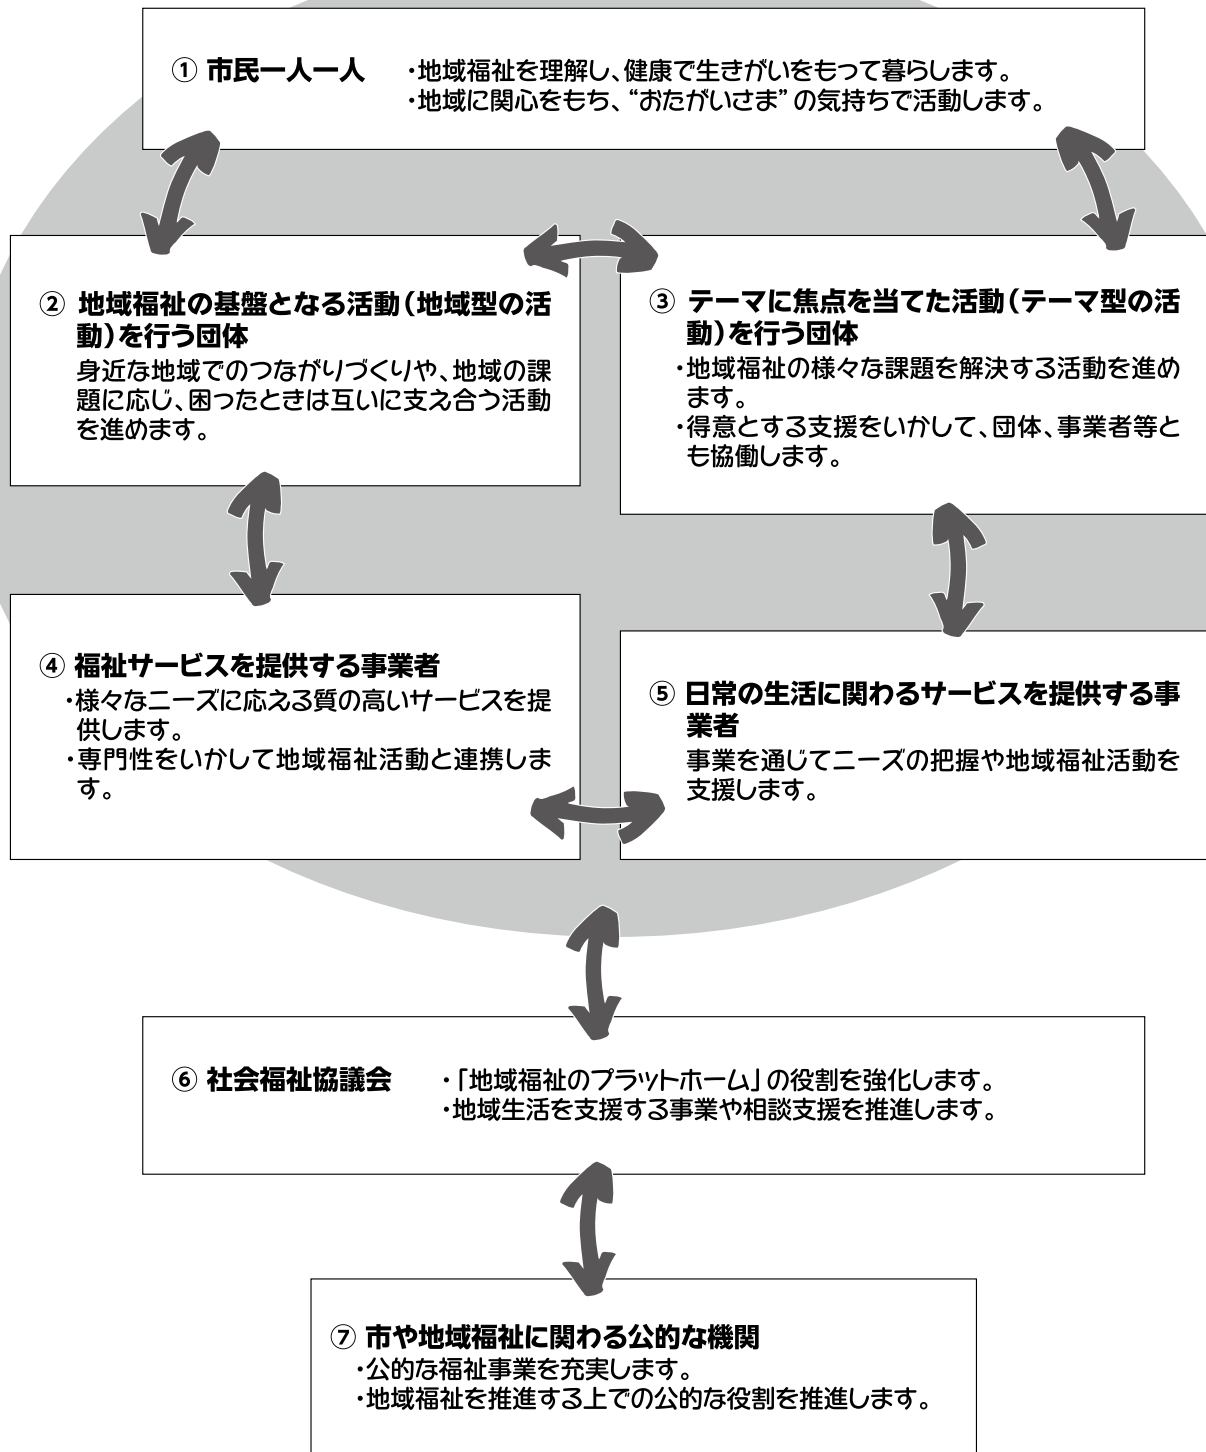 ① 市民一人一人
・地域福祉を理解し、健康で生きがいをもって暮らします。
・地域に関心をもち、“おたがいさま”の気持ちで活動します。
② 地域福祉の基盤となる活動（地域型の活
動）を行う団体
身近な地域でのつながりづくりや、地域の課
題に応じ、困ったときは互いに支え合う活動
を進めます。
③ テーマに焦点を当てた活動（テーマ型の活
動）を行う団体
・地域福祉の様々な課題を解決する活動を進め
ます。
・得意とする支援をいかして、団体、事業者等と
も協働します。
④ 福祉サービスを提供する事業者
・様々なニーズに応える質の高いサービスを提
供します。
・専門性をいかして地域福祉活動と連携しま
す。
⑤ 日常の生活に関わるサービスを提供する事
業者
事業を通じてニーズの把握や地域福祉活動を
支援します。
⑥ 社会福祉協議会
・「地域福祉のプラットホーム」の役割を強化します。
・地域生活を支援する事業や相談支援を推進します。
⑦ 市や地域福祉に関わる公的な機関
・公的な福祉事業を充実します。
・地域福祉を推進する上での公的な役割を推進します。